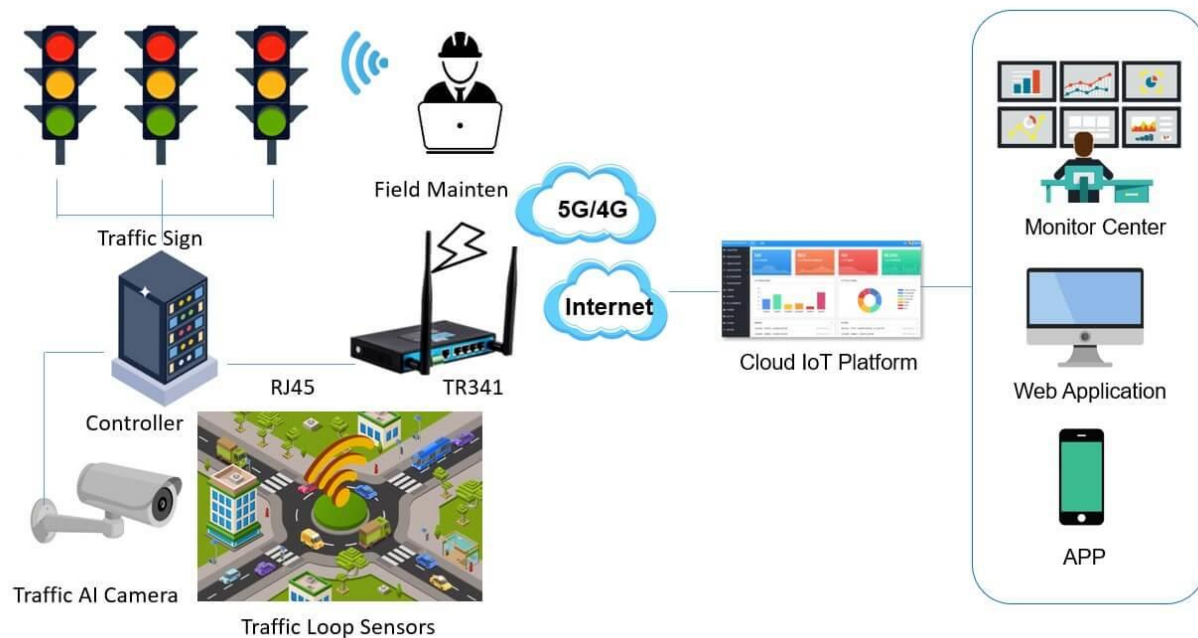 Field Mainten
5G/4G
Traffic Sign
Monitor Center
Internet
Cloud IoT Platform
RJ45
TR341
Web Application
Controller
APP
Traffic AI Camera
Traffic Loop Sensors